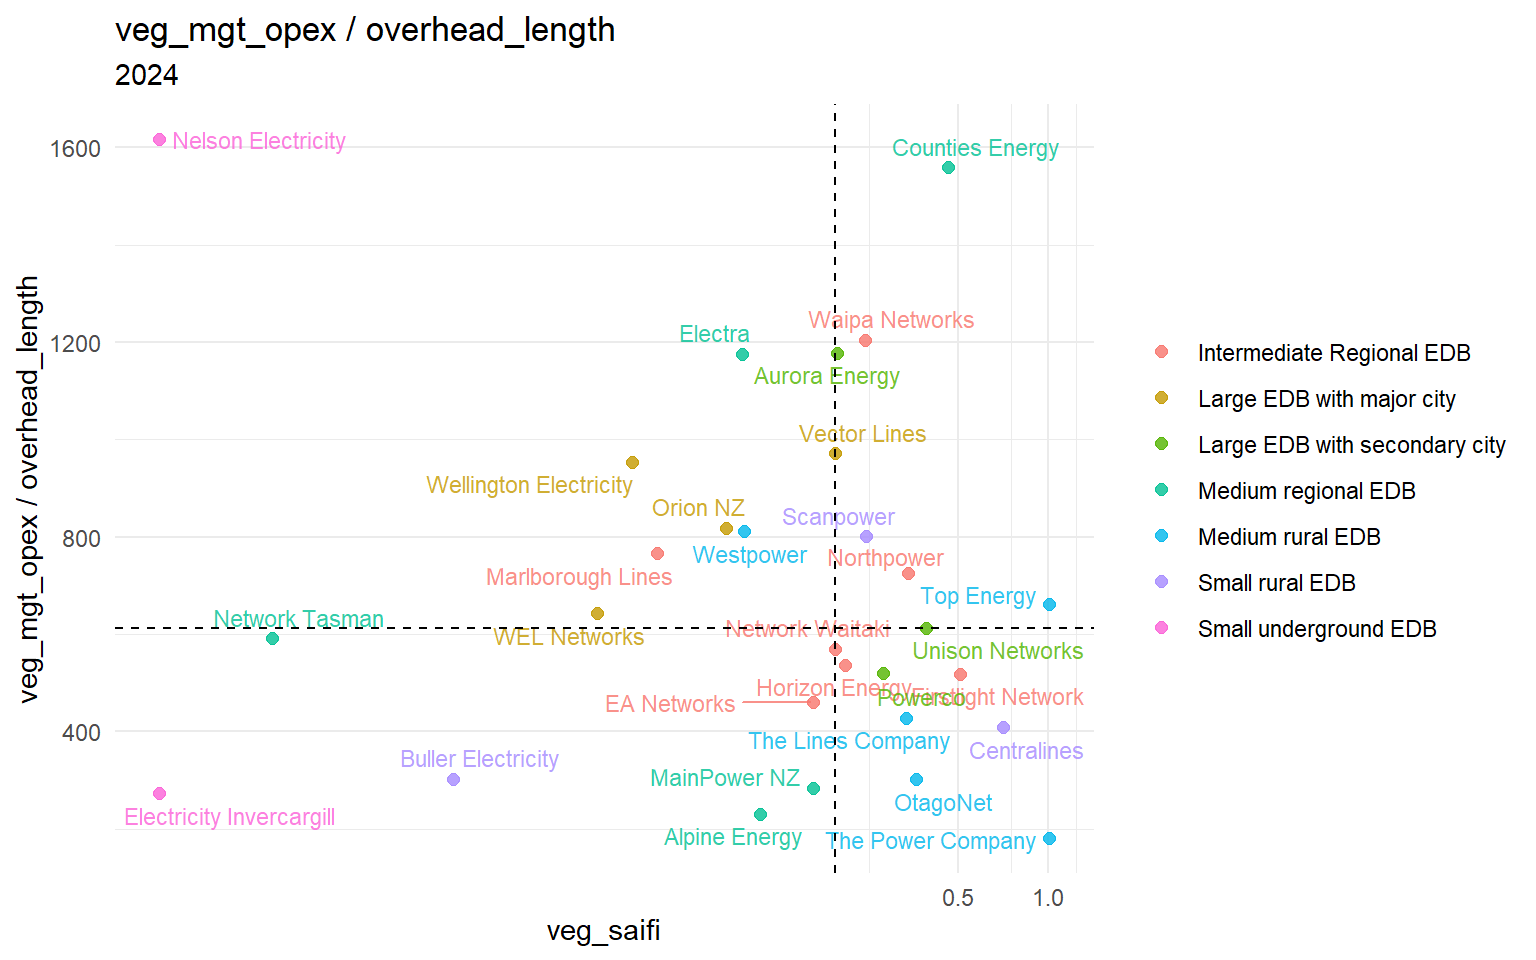 veg_mgt_opex / overhead_length
2024
veg_mgt_opex / overhead_length
1600
1200
800
400
Nelson Electricity
Counties Energy
Waipa Networks
Electra
Aurora Energy
Vector Lines
Wellington Electricity
Orion NZ
Scanpower
Westpower
Northpower
Marlborough Lines
Top Energy
Network Tasman
Network Waitaki
WEL Networks
Unison Networks
Horizon Energy
Firstlight Network
Powerco
EA Networks
The Lines Company
Centralines
Buller Electricity
MainPower NZ
OtagoNet
Electricity Invercargill
Alpine Energy
The Power Company
0.5
1.0
veg_saifi
Intermediate Regional EDB
Large EDB with major city
Large EDB with secondary city
Medium regional EDB
Medium rural EDB
Small rural EDB
Small underground EDB